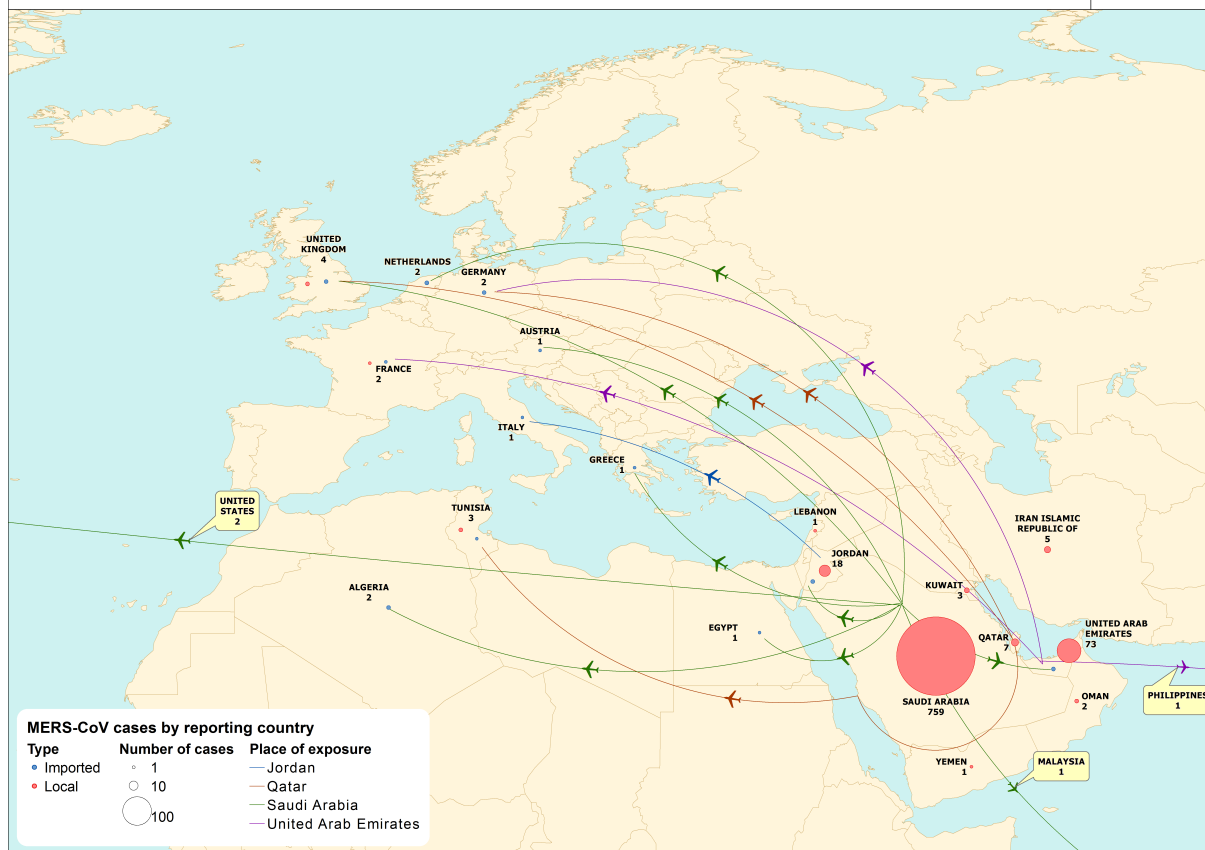 UNITED
KINGDOM
4
NETHERLANDS
2
GERMANY
2
AUSTRIA
1
FRANCE
2
ITALY
1
GREECE
1
UNITED
STATES
2
TUNISIA
3
LEBANON
1
IRAN ISLAMIC
REPUBLIC OF
5
JORDAN
18
ALGERIA
2
KUWAIT
3
EGYPT
1
QATAR
7
UNITED ARAB
EMIRATES
73
SAUDI ARABIA
759
OMAN
2
PHILIPPINES
1
YEMEN
1
MALAYSIA
1
MERS-CoV cases by reporting country
Type
Imported
Local
Number of cases
1
10
100
Place of exposure
Jordan
Qatar
Saudi Arabia
United Arab Emirates